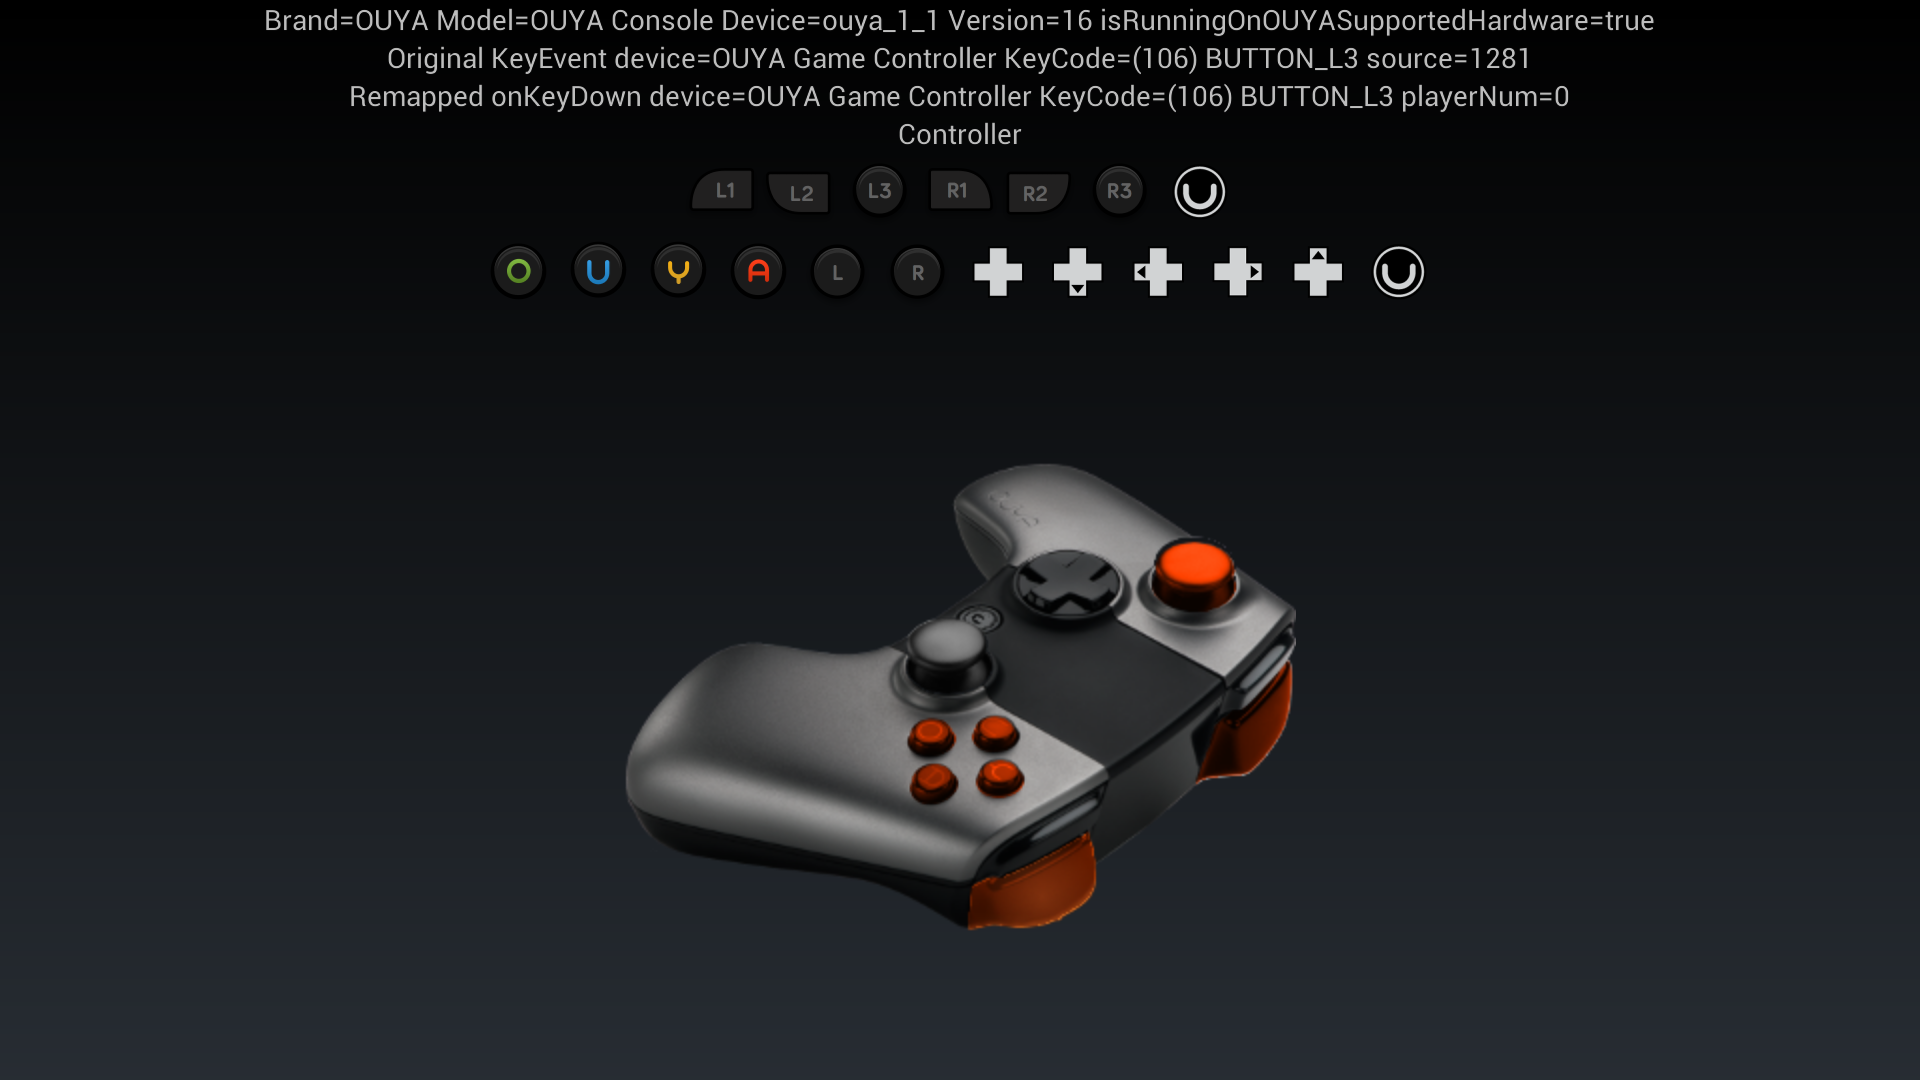 Brand=OUYA Model=OUYA Console Device=ouya_1_1 Version=16 isRunningOnOUYASupportedHardware=true
Original KeyEvent device=OUYA Game Controller KeyCode=(106) BUTTON_L3 source=1281
Remapped onKeyDown device=OUYA Game Controller KeyCode=(106) BUTTON_L3 playerNum=0
Controller
L1 L2 L3 R1 R2 R3 U
O U Y A L R U
OUYA